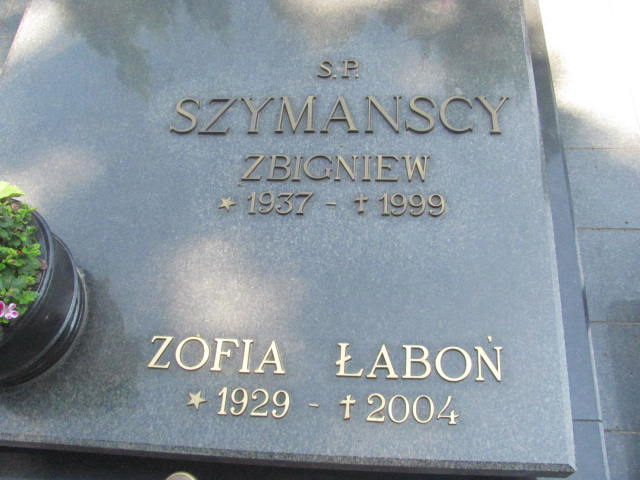 S.P.
SZYMANSCY
ZBIGNIEW
* 1937 - ✝ 1999
ZOFIA ŁABOŃ
* 1929 - ✝ 2004